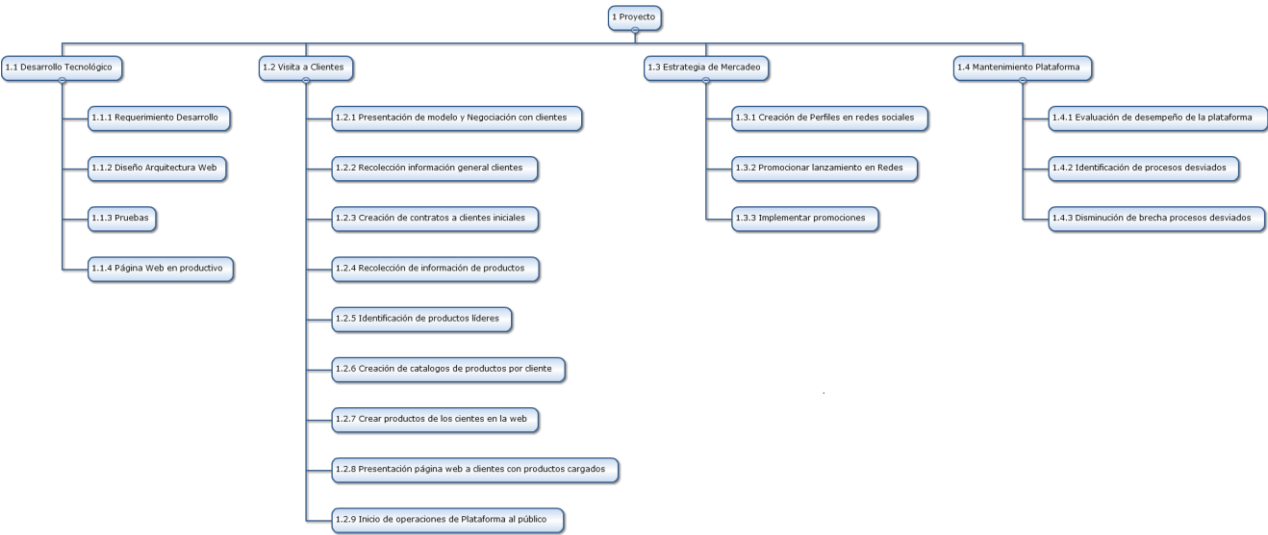 1 Proyecto
1.1 Desarrollo Tecnológico
1.1.1 Requerimiento Desarrollo
1.1.2 Diseño Arquitectura Web
1.1.3 Pruebas
1.1.4 Página Web en productivo
1.2 Visita a Clientes
1.2.1 Presentación de modelo y Negociación con clientes
1.2.2 Recolección información general clientes
1.2.3 Creación de contratos a clientes iniciales
1.2.4 Recolección de información de productos
1.2.5 Identificación de productos líderes
1.2.6 Creación de catalogos de productos por cliente
1.2.7 Crear productos de los cientes en la web
1.2.8 Presentación página web a clientes con productos cargados
1.2.9 Inicio de operaciones de Plataforma al público
1.3 Estrategia de Mercadeo
1.3.1 Creación de Perfiles en redes sociales
1.3.2 Promocionar lanzamiento en Redes
1.3.3 Implementar promociones
1.4 Mantenimiento Plataforma
1.4.1 Evaluación de desempeño de la plataforma
1.4.2 Identificación de procesos desviados
1.4.3 Disminución de brecha procesos desviados